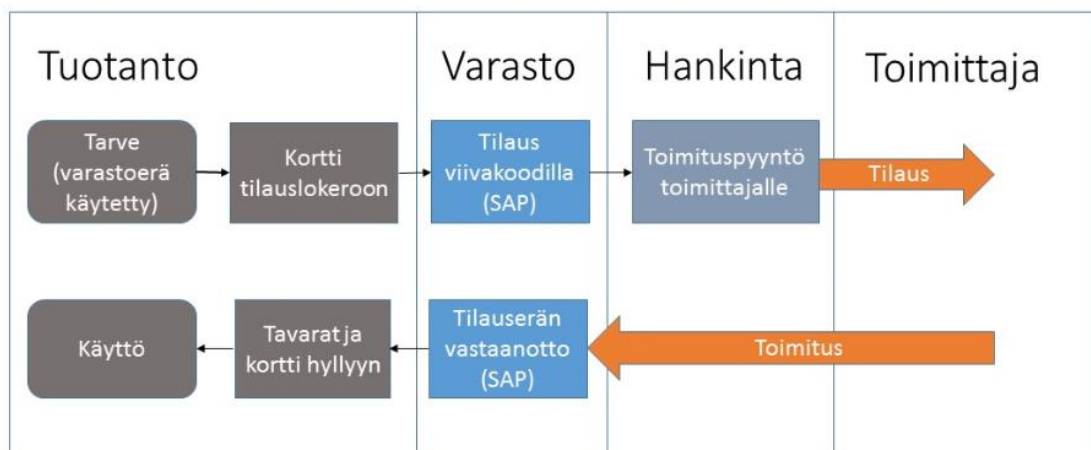 Tuotanto
Varasto
Hankinta
Toimittaja
Tarve
(varastoerä
käytetty)
Kortti
tilauslokeroon
Tilaus
viivakoodilla
(SAP)
Toimituspyyntö
toimittajalle
Tilaus
Käyttö
Tavarat ja
kortti hyllyyn
Tilauserän
vastaanotto
(SAP)
Toimitus